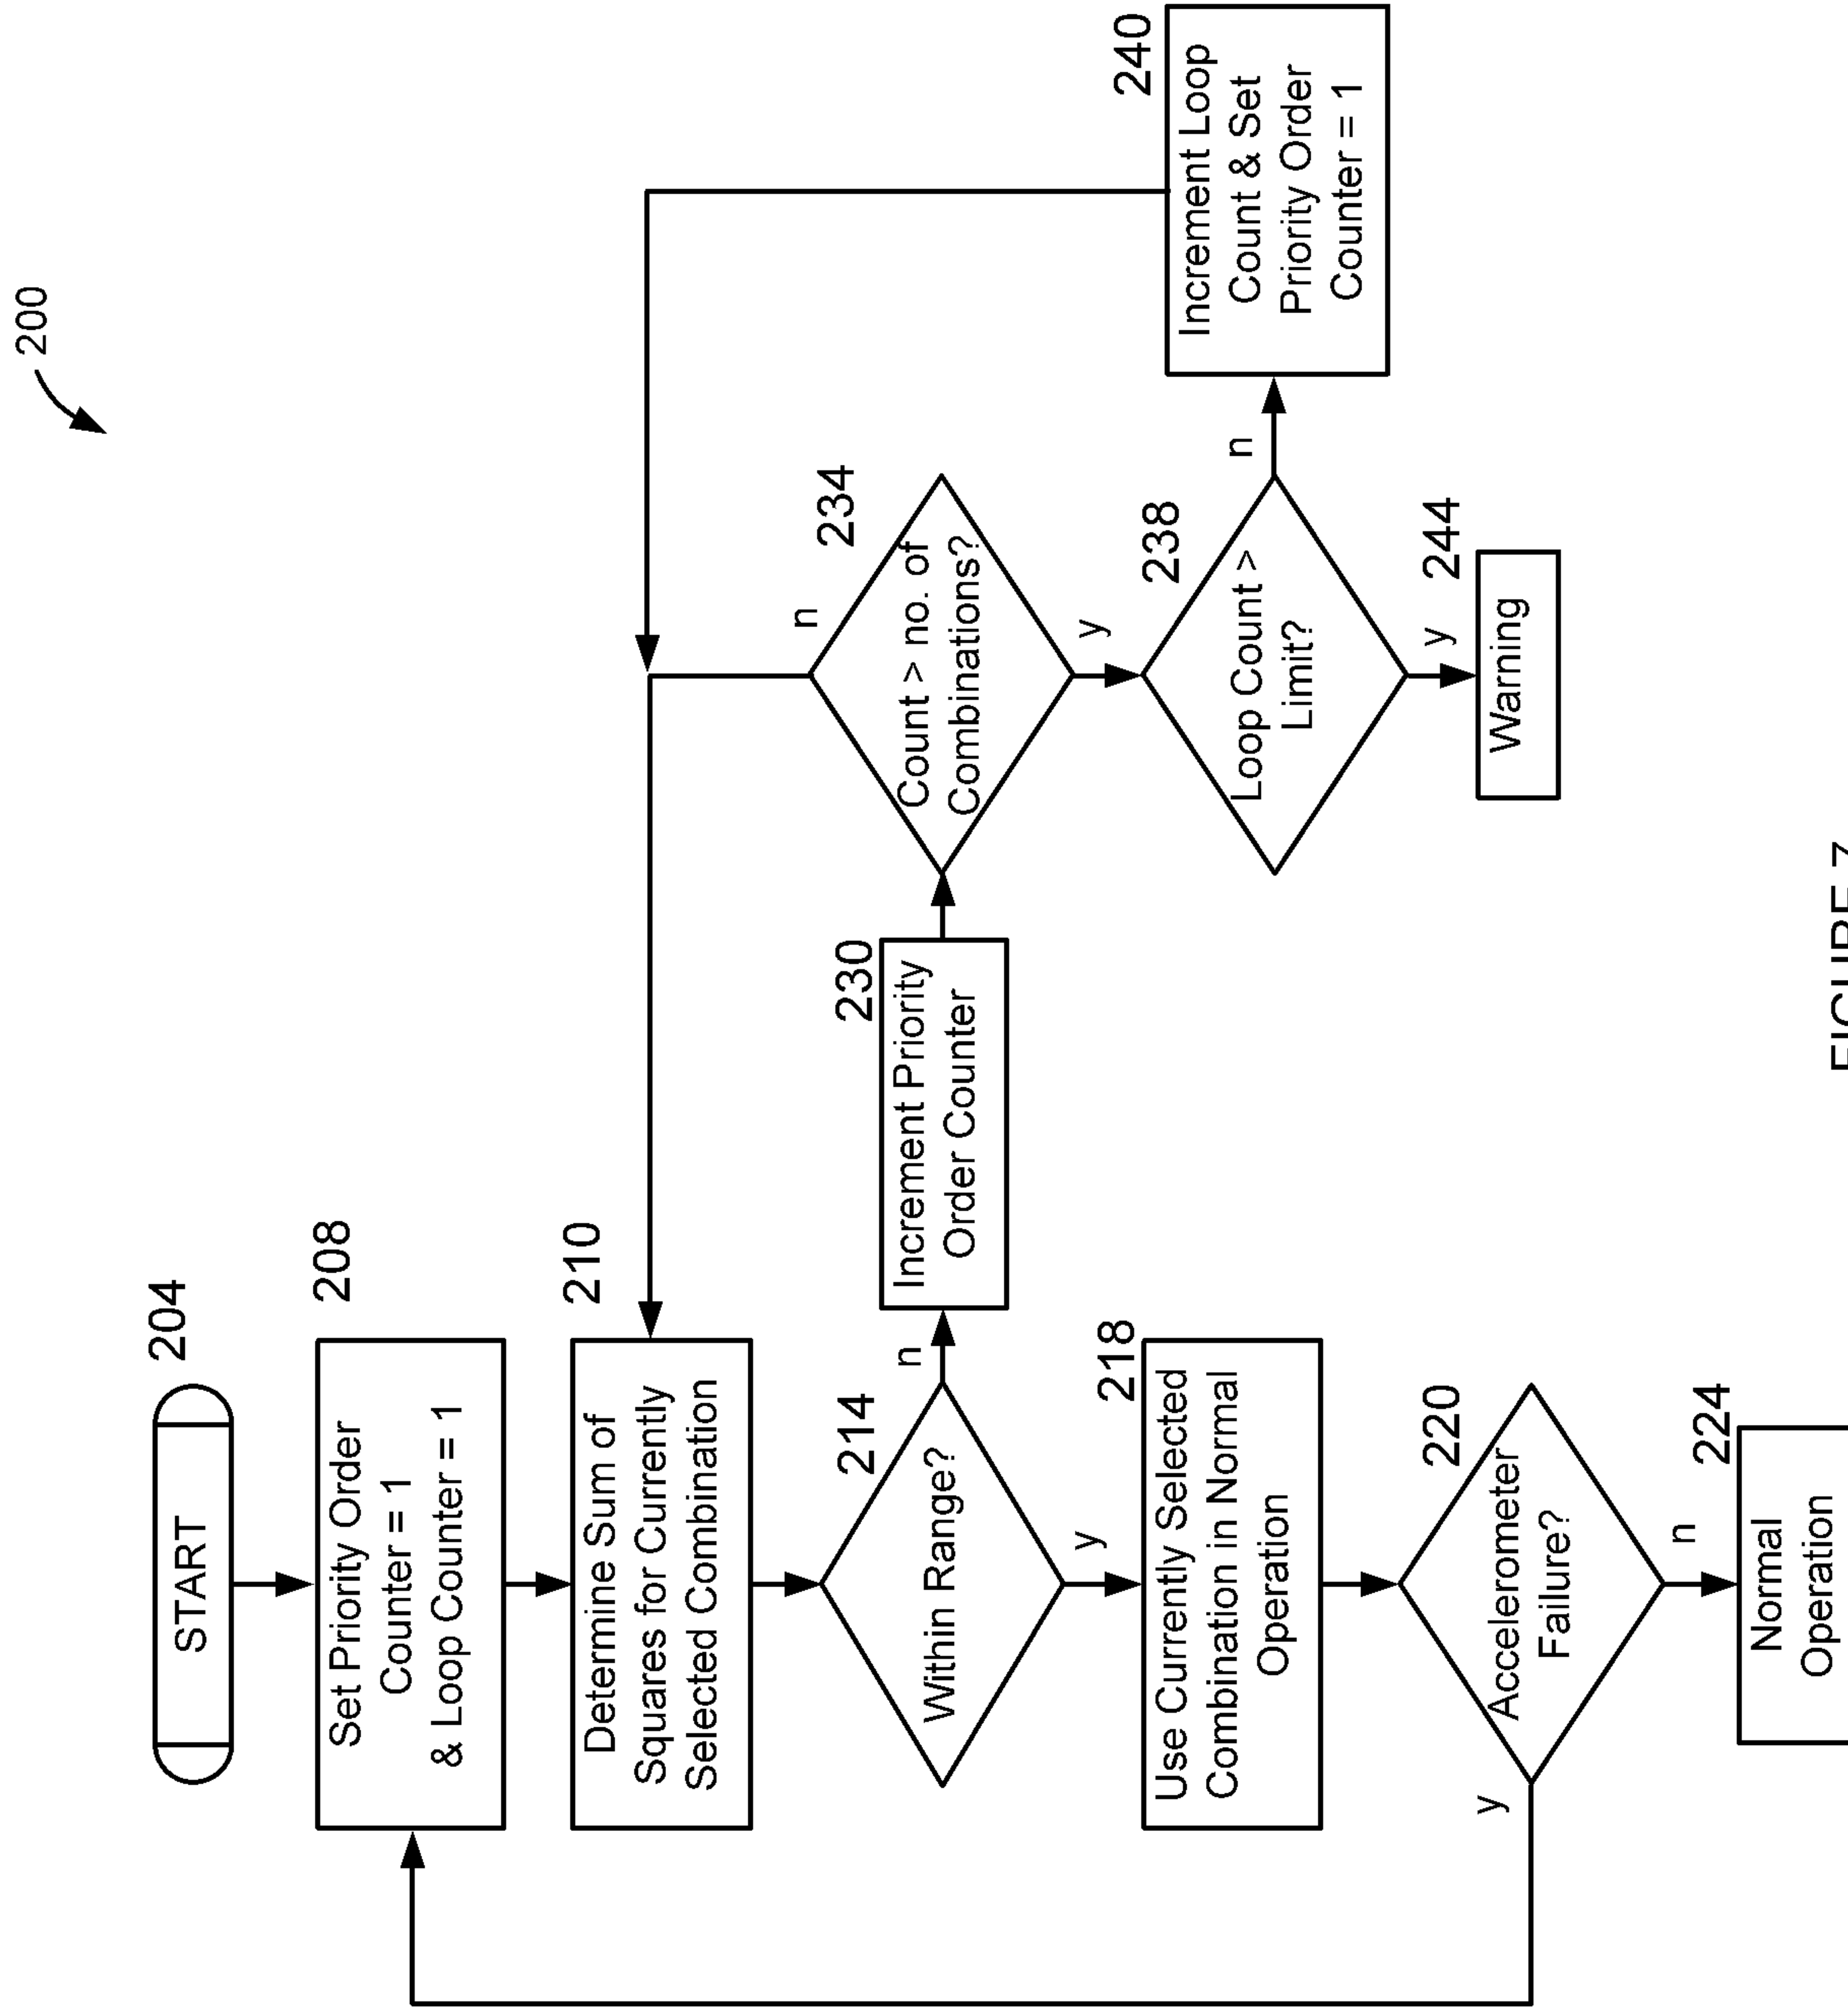 200
START
204
Set Priority Order
Counter = 1
& Loop Counter = 1
208
Determine Sum of
Squares for Currently
Selected Combination
210
Within Range?
214
n
y
Increment Priority
Order Counter
230
Count > no. of
Combinations?
234
n
y
Loop Count >
Limit?
238
n
y
Increment Loop
Count & Set
Priority Order
Counter = 1
240
Warning
244
Use Currently Selected
Combination in Normal
Operation
218
Accelerometer
Failure?
220
y
n
Normal
Operation
224
FIGURE 7